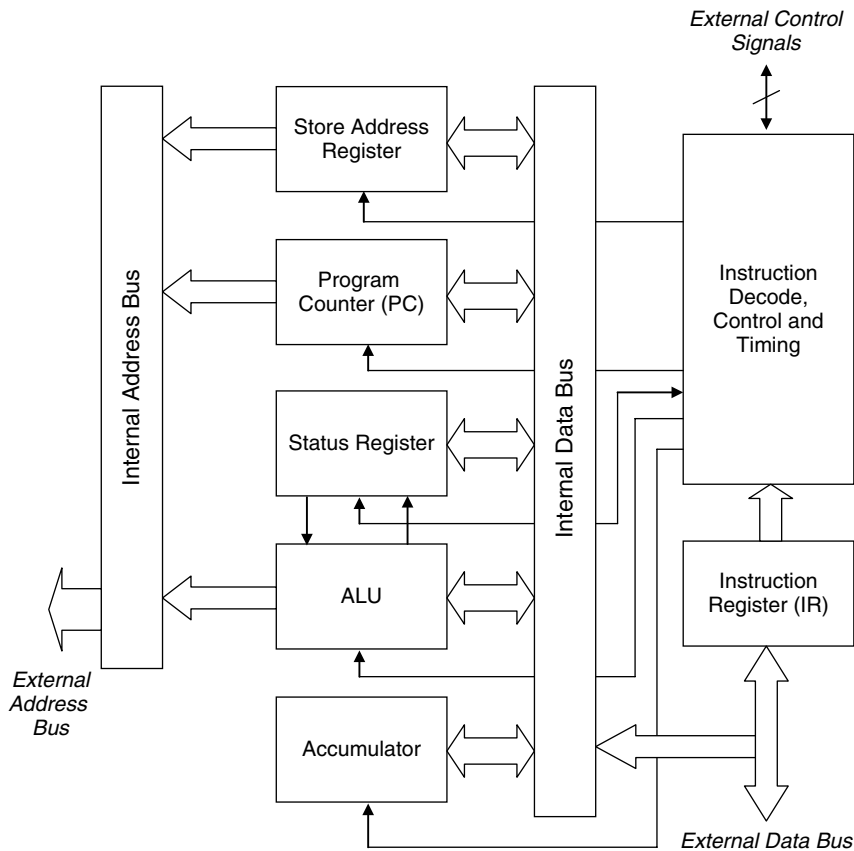 External Control
Signals
Store Address
Register
Program
Counter (PC)
Status Register
ALU
Accumulator
Internal Address Bus
Internal Data Bus
Instruction
Decode,
Control and
Timing
Instruction
Register (IR)
External
Address
Bus
External Data Bus